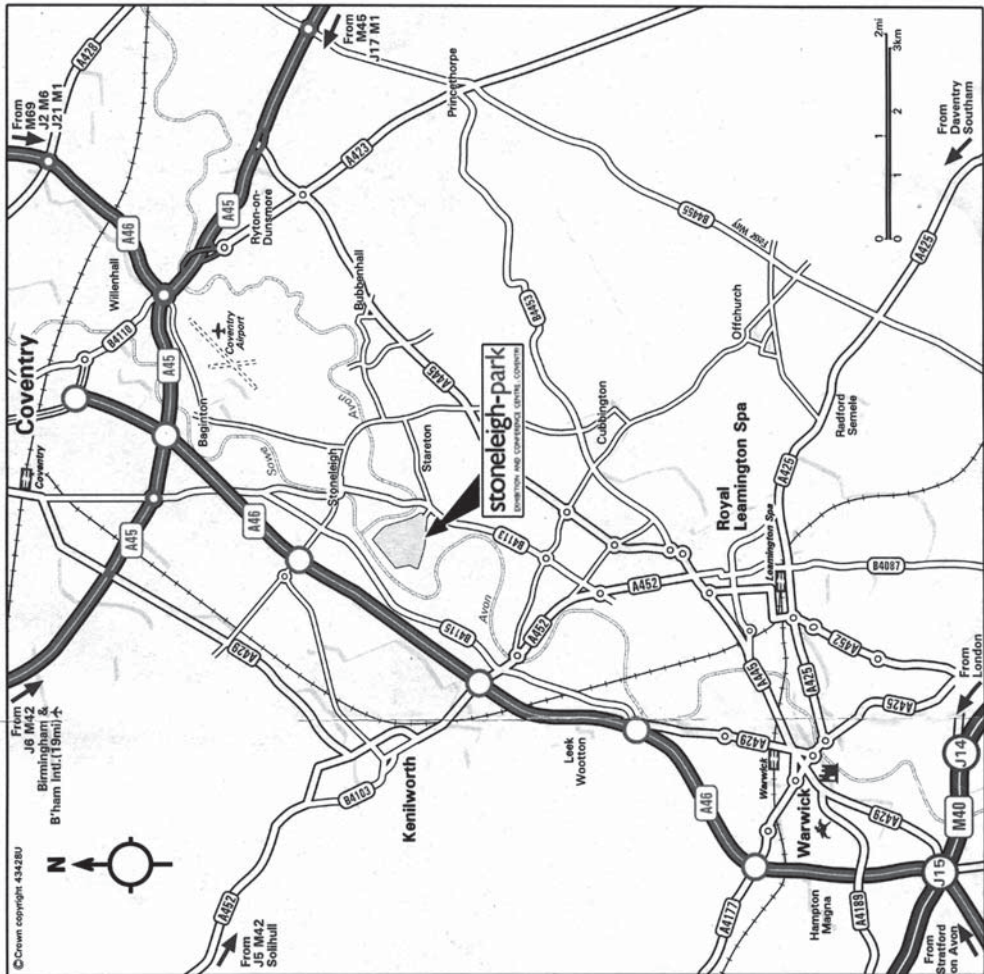 ©Crown copyright 43428U
N
From
J6 M42
Birmingham &
B'ham Intl.(19mi)
From
M69
J2 M6
J21 M1
A428
From
M45
J17 M1
Coventry
Coventry
B4110
Willenhall
A46
A45
A45
A45
Ryton-on-
Dunsmore
Coventry
Airport
Baginton
Sowe
Avon
A46
Stoneleigh
A429
A423
Princethorpe
Bubbenhall
Stareton
A445
B4453
B4455
Fosse Way
stoneleigh-park
EXHIBITION AND CONFERENCE CENTRE, COVENTRY
B4113
B4115
Avon
A452
A452
Kenilworth
B4103
A452
From
J5 M42
Solihull
Leek
Wootton
Cubbington
Offchurch
Royal
Leamington Spa
Leamington Spa
Radford
Semele
A425
A425
B4087
A452
A445
A425
A429
Warwick
Warwick
A46
A4177
Hampton
Magna
A4189
A429
A425
From
London
J14
M40
J15
From
Stratford
on Avon
From
Daventry
Southam
0 1 2mi
0 1 2 3km